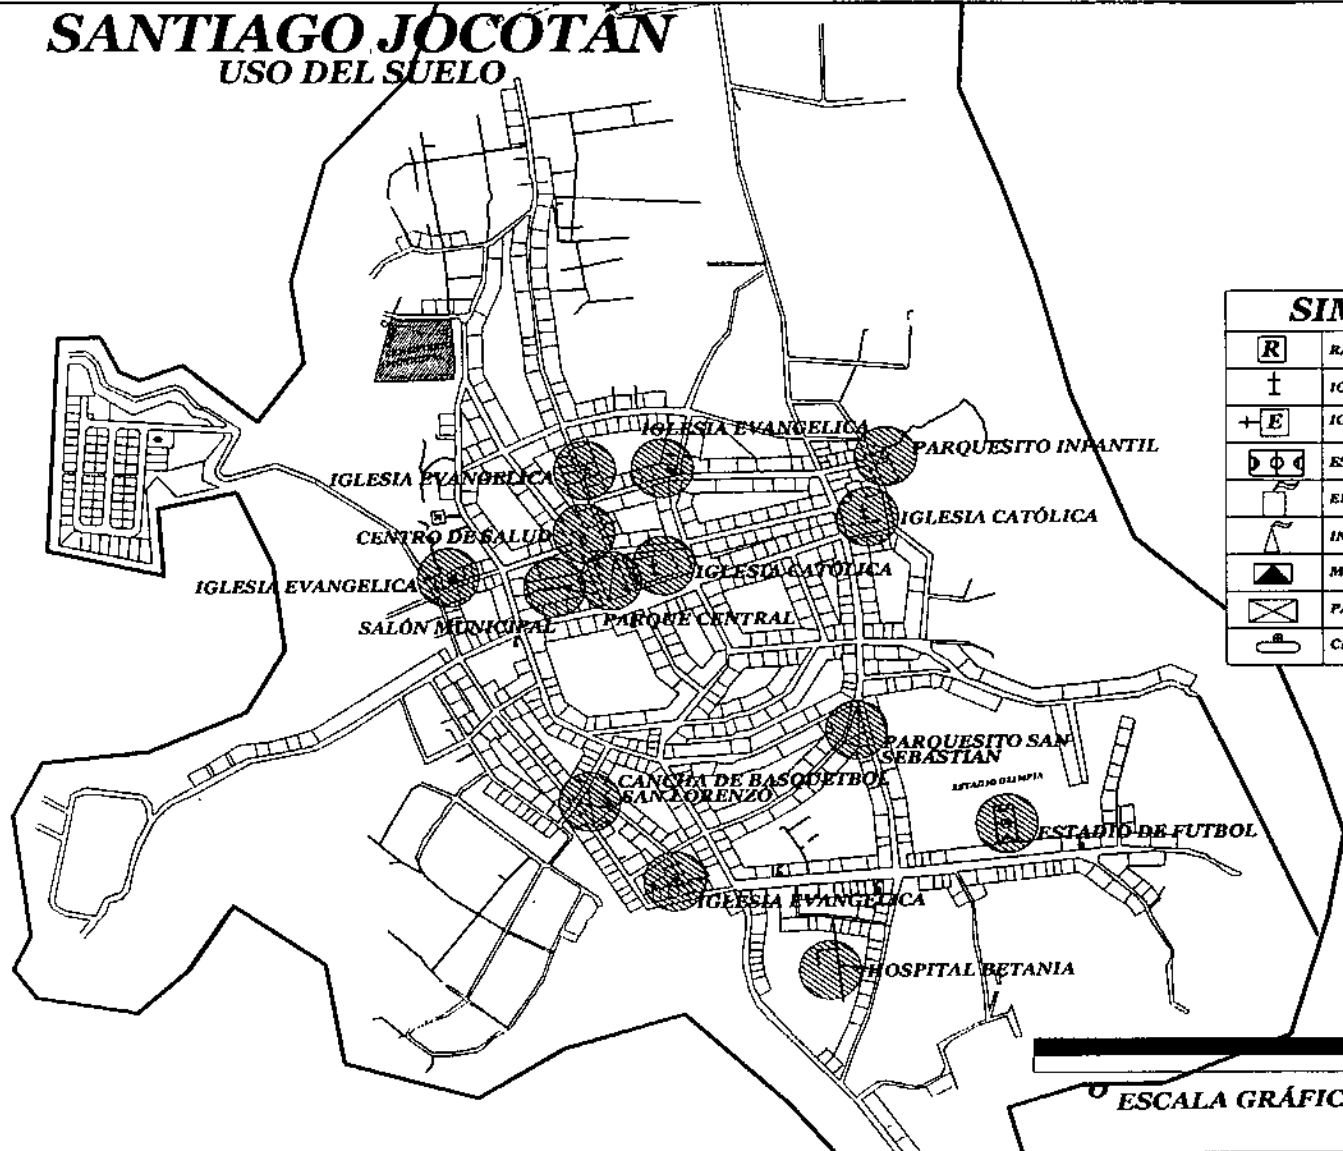 SANTIAGO JOCOTÁN
USO DEL SUELO
SIM
R
E
IGLESIA EVANGELICA
PARQUESITO INFANTIL
IGLESIA EVANGELICA
IGLESIA CATÓLICA
CENTRO DE SALUD
IGLESIA CATÓLICA
IGLESIA EVANGELICA
SALÓN MUNICIPAL
PARQUE CENTRAL
PARQUESITO SAN
SEBASTIAN
CANCHA DE BASQUETBOL
SAN LORENZO
ESTADIO OLIMPIA
ESTADIO DE FUTBOL
IGLESIA EVANGELICA
HOSPITAL BETANIA
O
ESCALA GRÁFIC